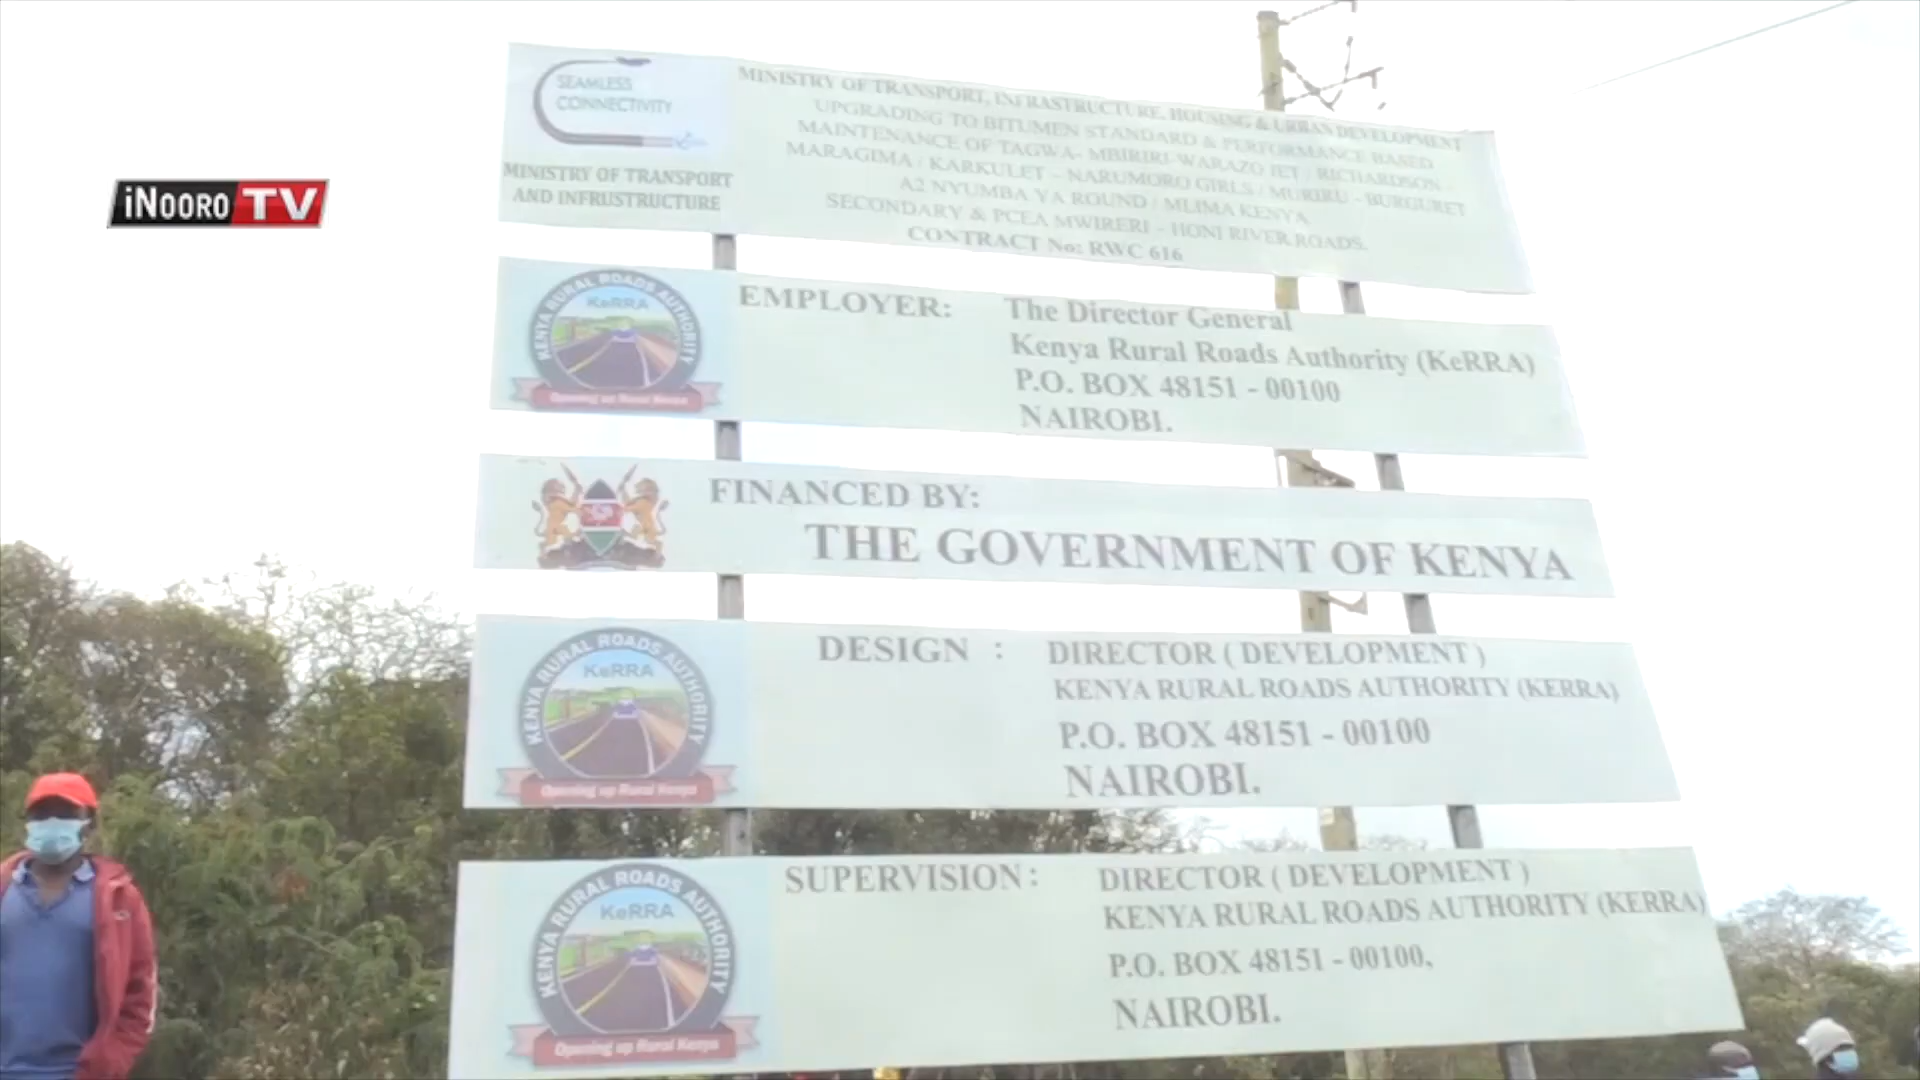 iNOORO TV
SEAMLESS
CONNECTIVITY
MINISTRY OF TRANSPORT
AND INFRUSTRUCTURE
MINISTRY OF TRANSPORT, INFRASTRUCTURE, HOUSING & URBAN DEVELOPMENT
UPGRADING TO BITUMEN STANDARD & PERFORMANCE BASED
MAINTENANCE OF TAGWA- MBIRIRI-WARAZO JET / RICHARDSON -
MARAGIMA / KARKULET - NARUMORO GIRLS / MURIRU - BURGURET
A2 NYUMBA YA ROUND / MLIMA KENYA
SECONDARY & PCEA MWIRERI - HONI RIVER ROADS.
CONTRACT No: RWC 616
KENYA RURAL ROADS AUTHORITY
KeRRA
Opening up Rural Kenya
EMPLOYER: The Director General
Kenya Rural Roads Authority (KeRRA)
P.O. BOX 48151 - 00100
NAIROBI.
FINANCED BY:
THE GOVERNMENT OF KENYA
KENYA RURAL ROADS AUTHORITY
KeRRA
Opening up Rural Kenya
DESIGN : DIRECTOR ( DEVELOPMENT )
KENYA RURAL ROADS AUTHORITY (KERRA)
P.O. BOX 48151 - 00100
NAIROBI.
KENYA RURAL ROADS AUTHORITY
KeRRA
Opening up Rural Kenya
SUPERVISION: DIRECTOR ( DEVELOPMENT )
KENYA RURAL ROADS AUTHORITY (KERRA)
P.O. BOX 48151 - 00100,
NAIROBI.